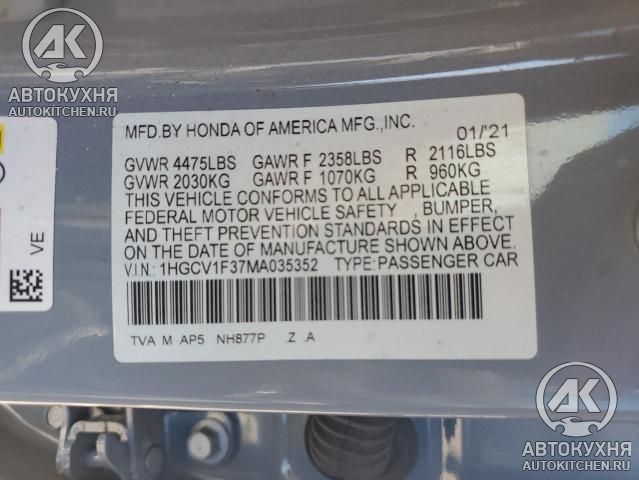 AK
АВТОКУХНЯ
AUTOKITCHEN.RU
MFD.BY HONDA OF AMERICA MFG.,INC. 01/'21
GVWR 4475LBS GAWR F 2358LBS R 2116LBS
GVWR 2030KG GAWR F 1070KG R 960KG
THIS VEHICLE CONFORMS TO ALL APPLICABLE
FEDERAL MOTOR VEHICLE SAFETY , BUMPER,
AND THEFT PREVENTION STANDARDS IN EFFECT
ON THE DATE OF MANUFACTURE SHOWN ABOVE.
V.I.N.: 1HGCV1F37MA035352 TYPE:PASSENGER CAR
TVA M AP5 NH877P .Z .A
VE
AK
АВТОКУХНЯ
AUTOKITCHEN.RU